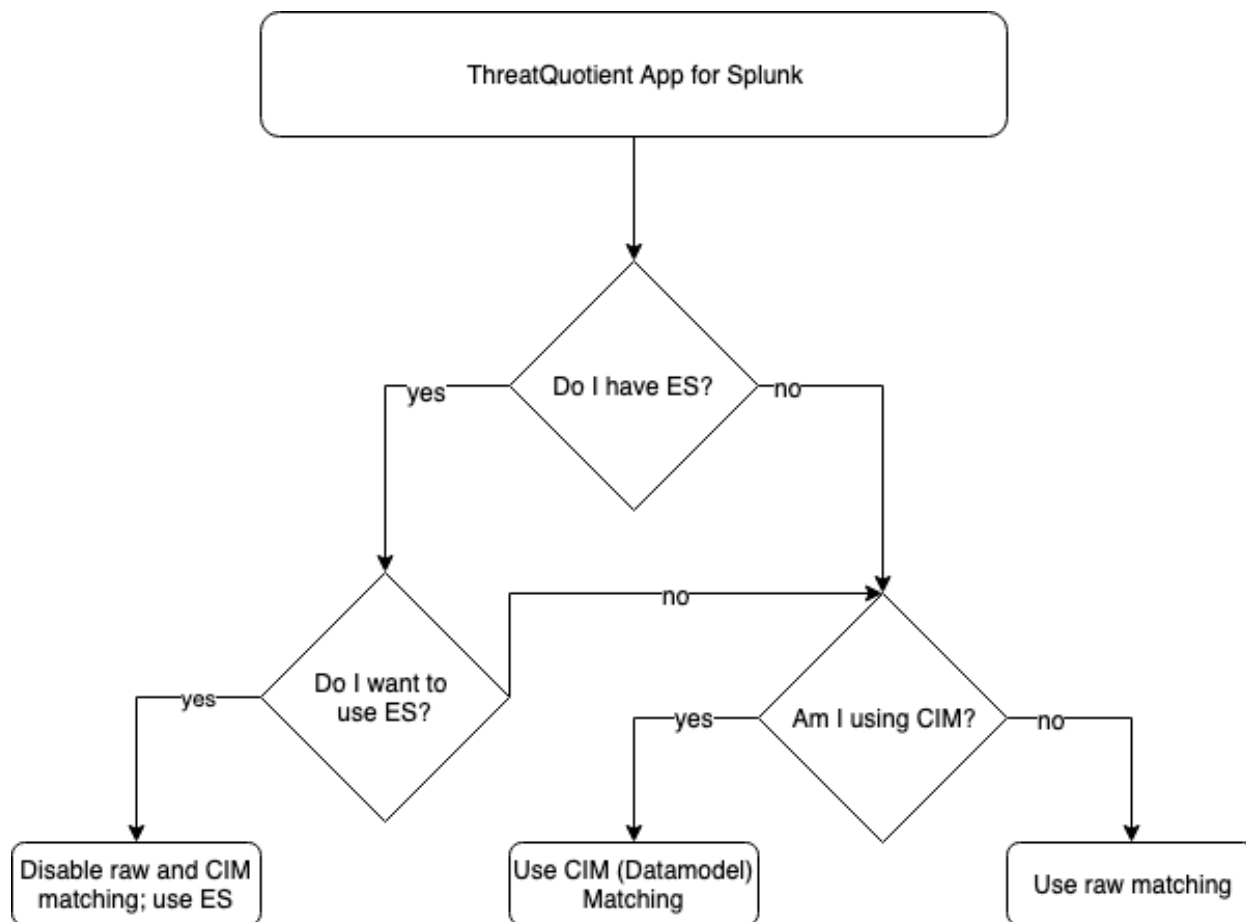 ThreatQuotient App for Splunk
Do I have ES?
yes
no
no
Do I want to
use ES?
yes
Am I using CIM?
yes
no
Disable raw and CIM
matching; use ES
Use CIM (Datamodel)
Matching
Use raw matching